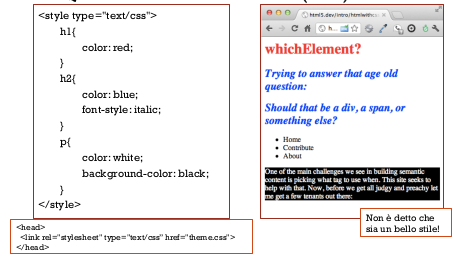 <style type="text/css">
h1{
color: red;
}
h2{
color: blue;
font-style: italic;
}
p{
color: white;
background-color: black;
}
</style>
<head>
<link rel="stylesheet" type="text/css" href="theme.css">
</head>
html5.dev/intro/htmlwithcs
whichElement?
Trying to answer that age old
question:
Should that be a div, a span, or
something else?
• Home
• Contribute
• About
One of the main challenges we see in building semantic
content is picking what tag to use when. This site seeks to
help with that. Now, before we get all judgy and preachy let
me get a few tenants out there:
Non è detto che
sia un bello stile!